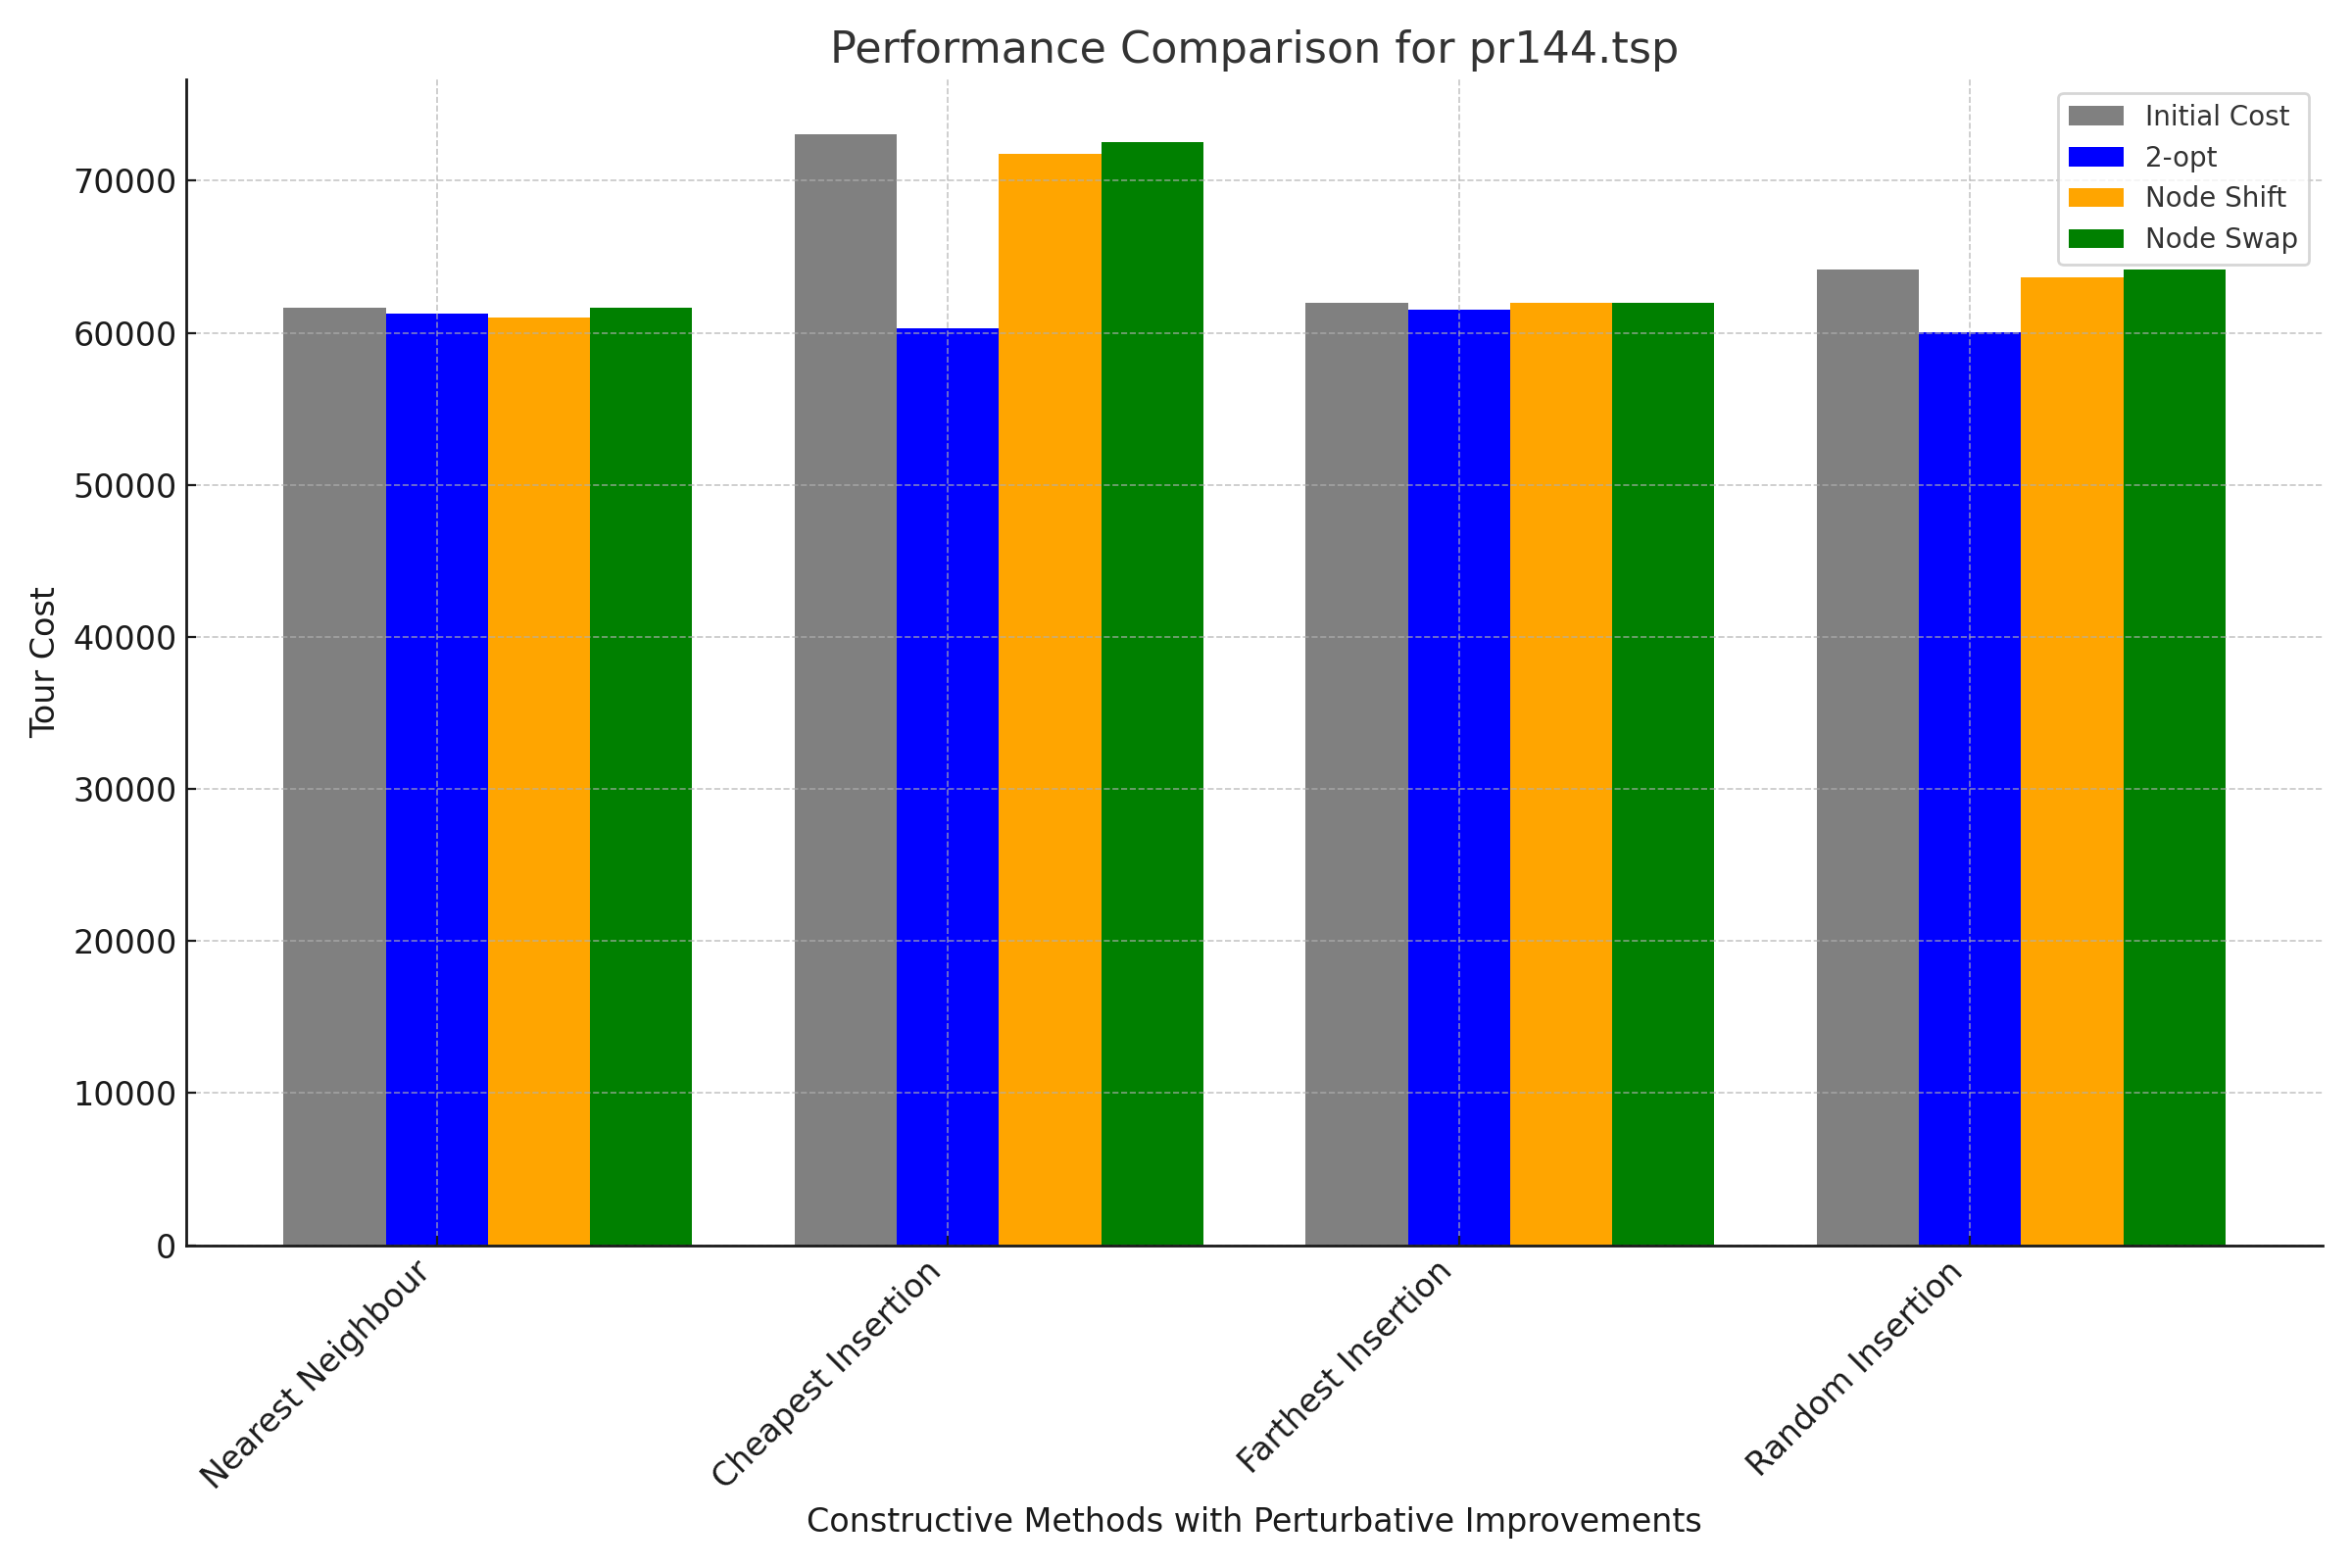 Performance Comparison for pr144.tsp
Initial Cost
2-opt
Node Shift
Node Swap
70000
60000
50000
40000
30000
20000
10000
0
Tour Cost
Nearest Neighbour
Cheapest Insertion
Farthest Insertion
Random Insertion
Constructive Methods with Perturbative Improvements